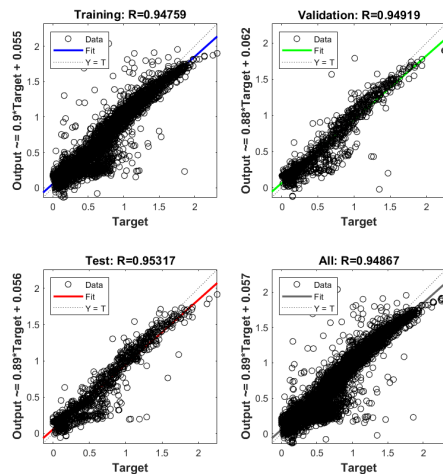 Training: R=0.94759
Output ~= 0.9*Target + 0.055
Data
Fit
Y = T
2
1.5
1
0.5
0
0 0.5 1 1.5 2
Target
Validation: R=0.94919
Output ~= 0.88*Target + 0.062
Data
Fit
Y = T
2
1.5
1
0.5
0
0 0.5 1 1.5 2
Target
Test: R=0.95317
Output ~= 0.89*Target + 0.056
Data
Fit
Y = T
2
1.5
1
0.5
0
0 0.5 1 1.5 2
Target
All: R=0.94867
Output ~= 0.89*Target + 0.057
Data
Fit
Y = T
2
1.5
1
0.5
0
0 0.5 1 1.5 2
Target